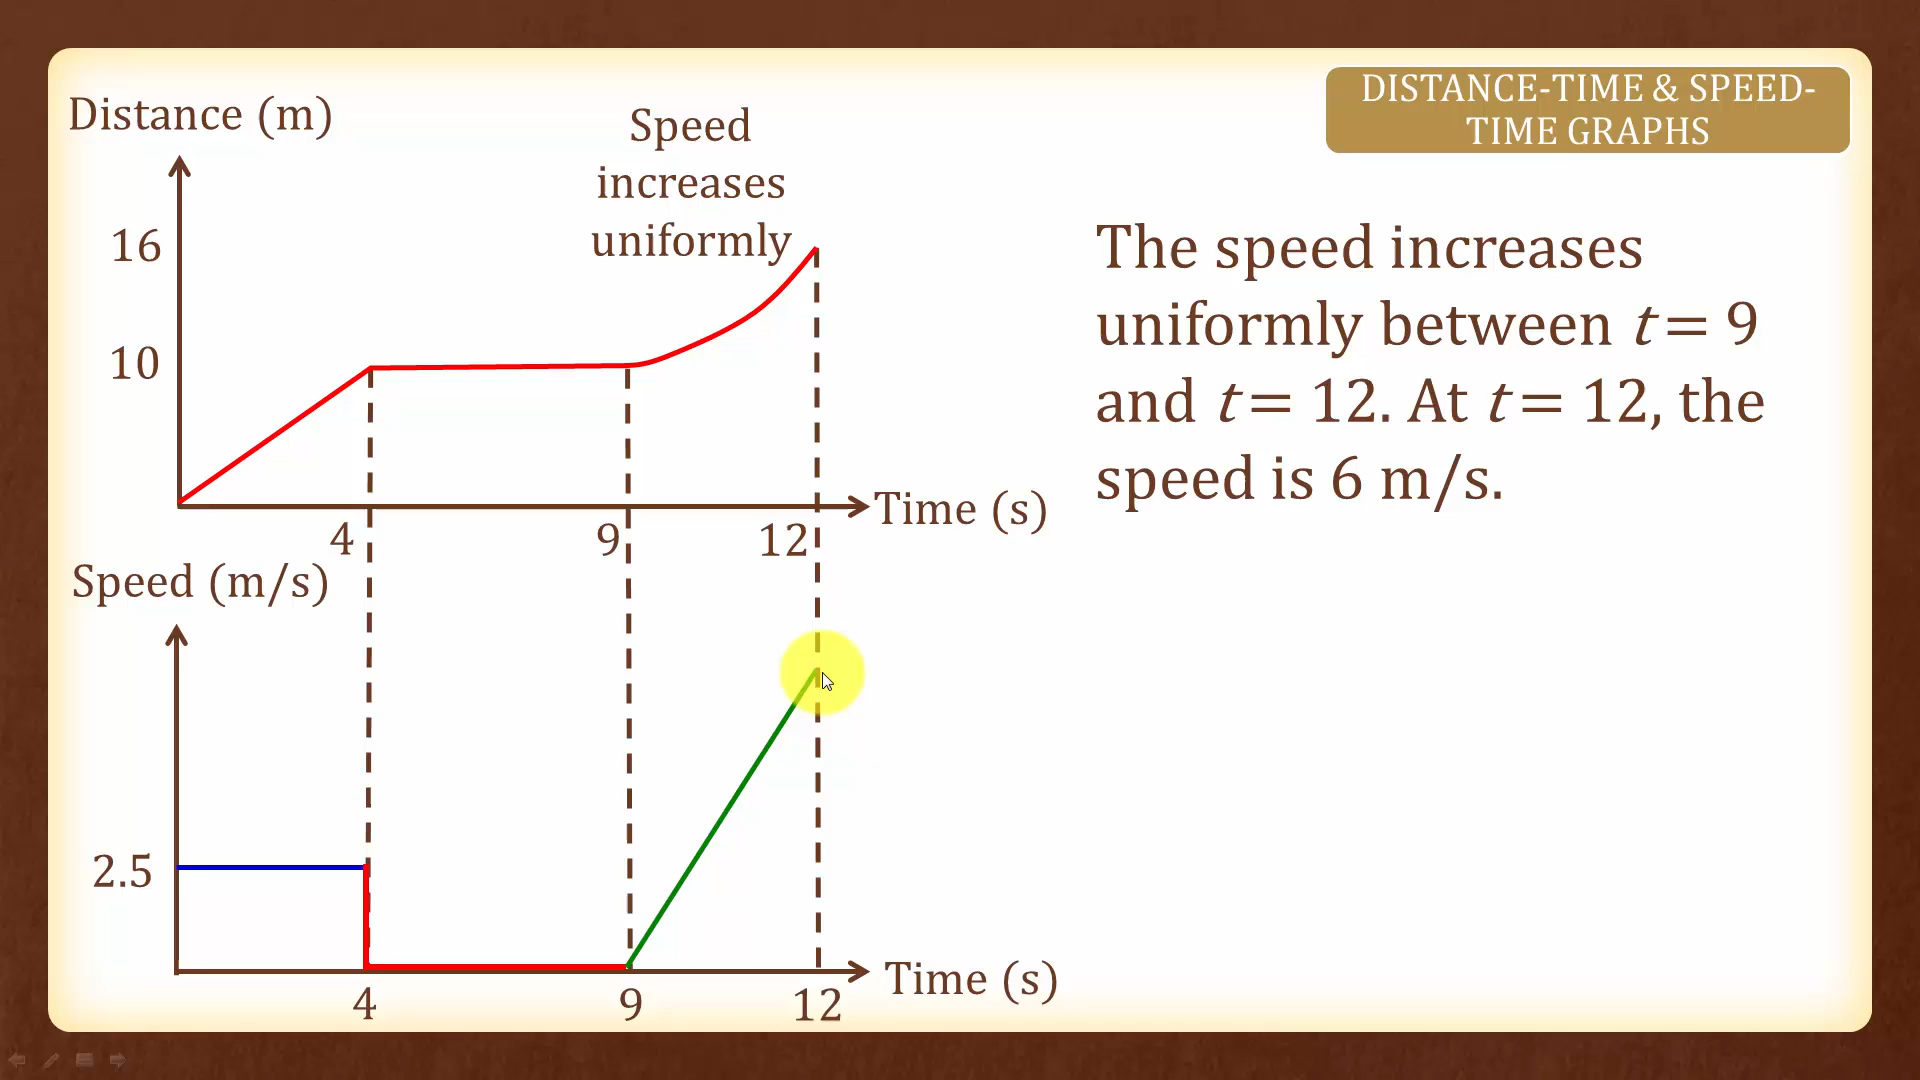 DISTANCE-TIME & SPEED-
TIME GRAPHS
Distance (m)
Speed
increases
uniformly
16
10
4
9
12
Time (s)
Speed (m/s)
2.5
4
9
12
Time (s)
The speed increases
uniformly between t = 9
and t = 12. At t = 12, the
speed is 6 m/s.